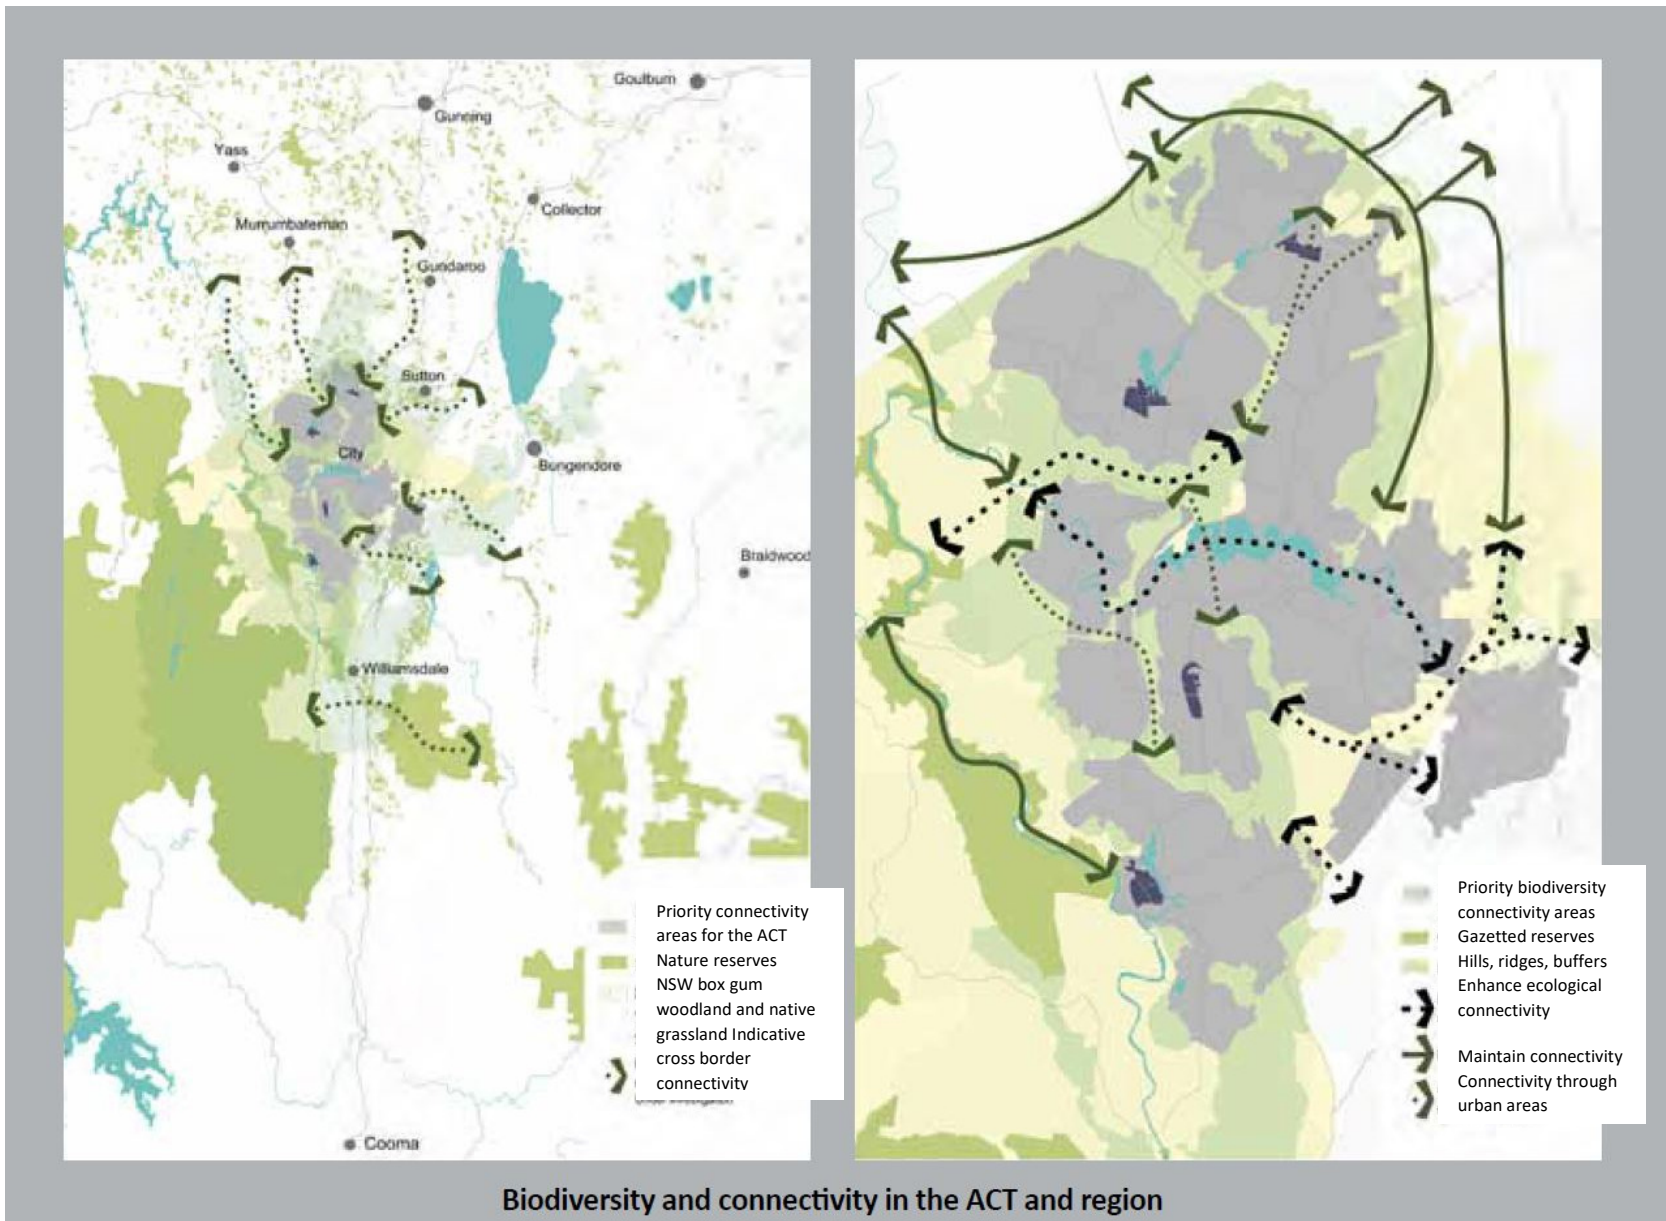 Goulburn
Gunning
Yass
Collector
Murrumbateman
Gundaroo
Sutton
City
Bungendore
Braidwood
Williamsdale
Cooma
Priority connectivity
areas for the ACT
Nature reserves
NSW box gum
woodland and native
grassland Indicative
cross border
connectivity
Priority biodiversity
connectivity areas
Gazetted reserves
Hills, ridges, buffers
Enhance ecological
connectivity
Maintain connectivity
Connectivity through
urban areas
Biodiversity and connectivity in the ACT and region